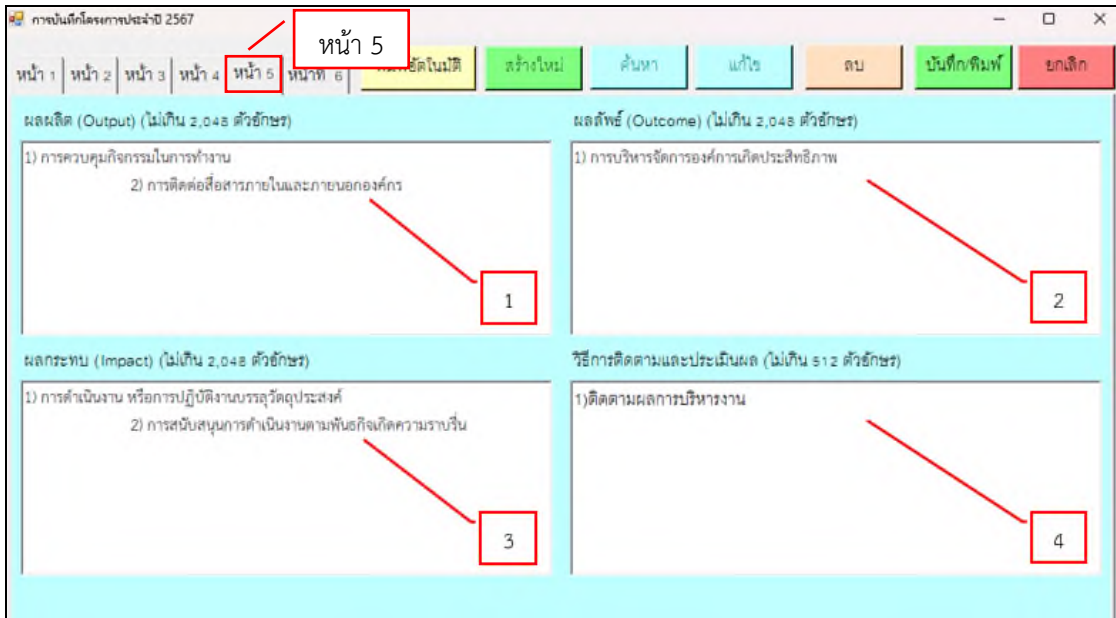 การบันทึกโครงการประจำปี 2567
หน้า 5
หน้า 1 หน้า 2 หน้า 3 หน้า 4 หน้า 5 หน้าที่ 6 อัตโนมัติ สร้างใหม่ ค้นหา แก้ไข ลบ บันทึก/พิมพ์ ยกเลิก
ผลผลิต (Output) (ไม่เกิน 2,048 ตัวอักษร) ผลลัพธ์ (Outcome) (ไม่เกิน 2,048 ตัวอักษร)
1) การควบคุมกิจกรรมในการทำงาน 1) การบริหารจัดการองค์การเกิดประสิทธิภาพ
2) การติดต่อสื่อสารภายในและภายนอกองค์กร
1 2
ผลกระทบ (Impact) (ไม่เกิน 2,048 ตัวอักษร) วิธีการติดตามและประเมินผล (ไม่เกิน 512 ตัวอักษร)
1) การดำเนินงาน หรือการปฏิบัติงานบรรลุวัตถุประสงค์ 1)ติดตามผลการบริหารงาน
2) การสนับสนุนการดำเนินงานตามพันธกิจเกิดความราบรื่น
3 4